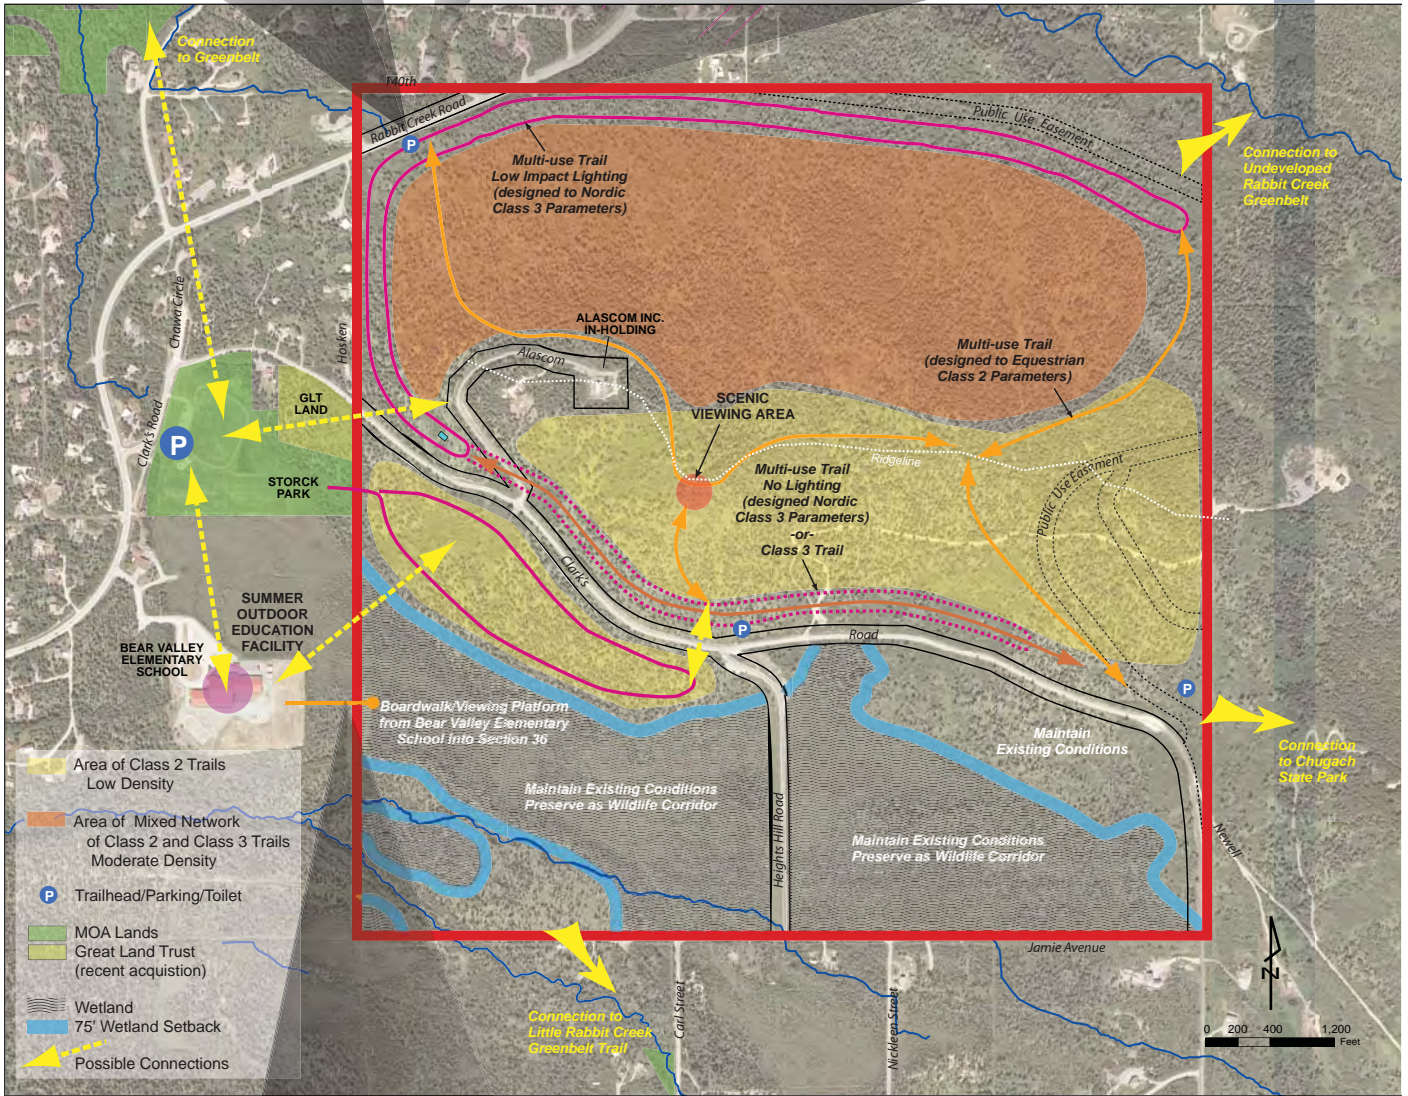 Connection
to Greenbelt
140th
Rabbit Creek Road
Public Use Easement
Connection to
Undeveloped
Rabbit Creek
Greenbelt
P
Multi-use Trail
Low Impact Lighting
(designed to Nordic
Class 3 Parameters)
Chawa Circle
Hosken
ALASCOM INC.
IN-HOLDING
Alascom
Multi-use Trail
(designed to Equestrian
Class 2 Parameters)
GLT
LAND
SCENIC
VIEWING AREA
Clark's Road
P
Ridgeline
Public Use Easement
STORCK
PARK
Multi-use Trail
No Lighting
(designed Nordic
Class 3 Parameters)
-or-
Class 3 Trail
Clark's
SUMMER
OUTDOOR
EDUCATION
FACILITY
BEAR VALLEY
ELEMENTARY
SCHOOL
P
Road
P
Boardwalk/Viewing Platform
from Bear Valley Elementary
School into Section 36
Maintain
Existing Conditions
Connection
to Chugach
State Park
Maintain Existing Conditions
Preserve as Wildlife Corridor
Heights Hill Road
Maintain Existing Conditions
Preserve as Wildlife Corridor
Newell
Area of Class 2 Trails
Low Density
Area of Mixed Network
of Class 2 and Class 3 Trails
Moderate Density
P Trailhead/Parking/Toilet
MOA Lands
Great Land Trust
(recent acquistion)
Wetland
75' Wetland Setback
Possible Connections
Jamie Avenue
Carl Street
Nickleen Street
Connection to
Little Rabbit Creek
Greenbelt Trail
N
0 200 400 1,200
Feet